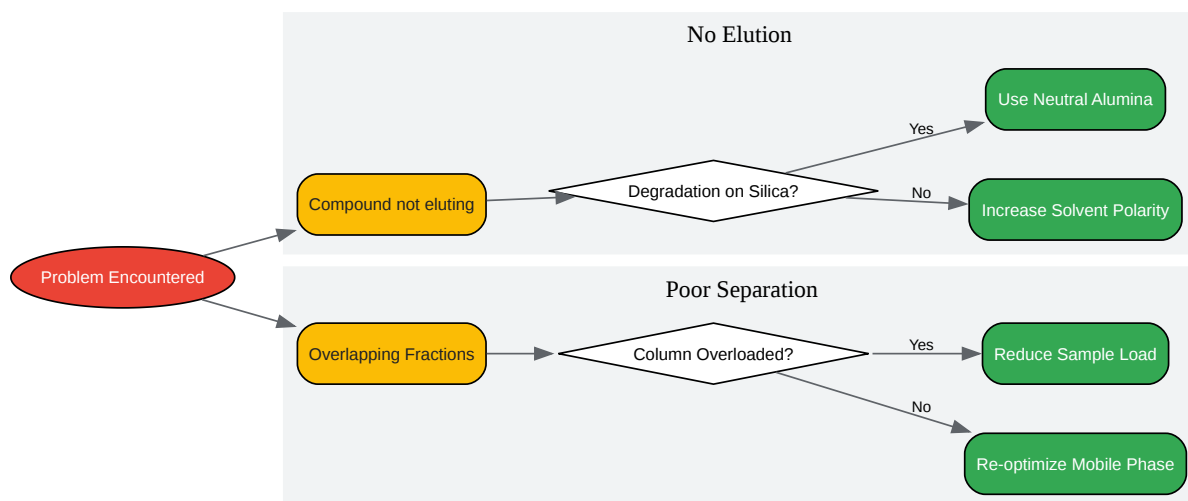 No Elution
Use Neutral Alumina
Yes
Degradation on Silica?
No
Compound not eluting
Increase Solvent Polarity
Problem Encountered
Poor Separation
Overlapping Fractions
Column Overloaded?
Yes
Reduce Sample Load
No
Re-optimize Mobile Phase